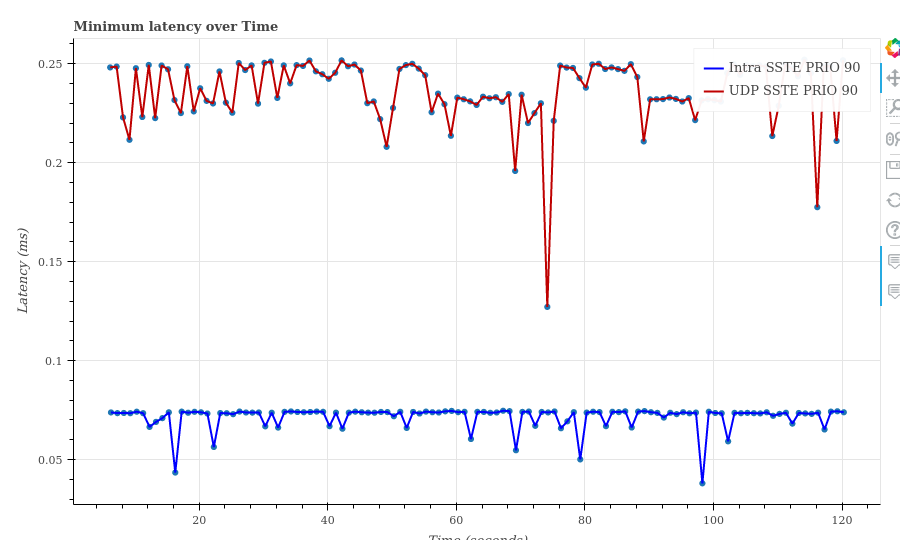 Minimum latency over Time
Intra SSTE PRIO 90
UDP SSTE PRIO 90
Latency (ms)
0.25
0.2
0.15
0.1
0.05
20 40 60 80 100 120
Time (seconds)